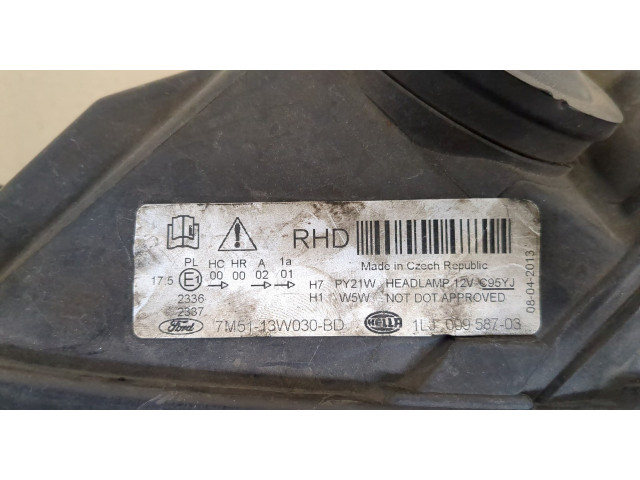 RHD
Made in Czech Republic
PL HC HR A 1a
17.5 E1 00 00 02 01
H7 PY21W HEADLAMP 12V C95YJ
2336 H1 W5W NOT DOT APPROVED
2337
Ford 7M51-13W030-BD HELLA 1LJ 009 587-03
08-04-2013